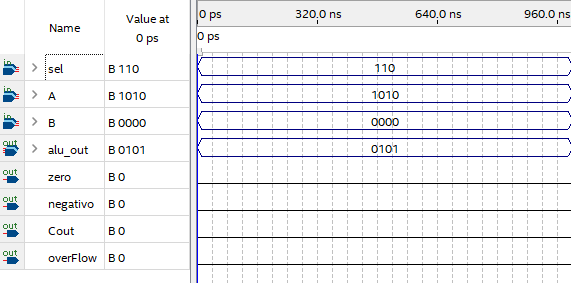 Name Value at 0 ps
0 ps 320.0 ns 640.0 ns 960.0 ns
0 ps
in sel B 110 110
in A B 1010 1010
in B B 0000 0000
out alu_out B 0101 0101
out zero B 0
out negativo B 0
out Cout B 0
out overFlow B 0